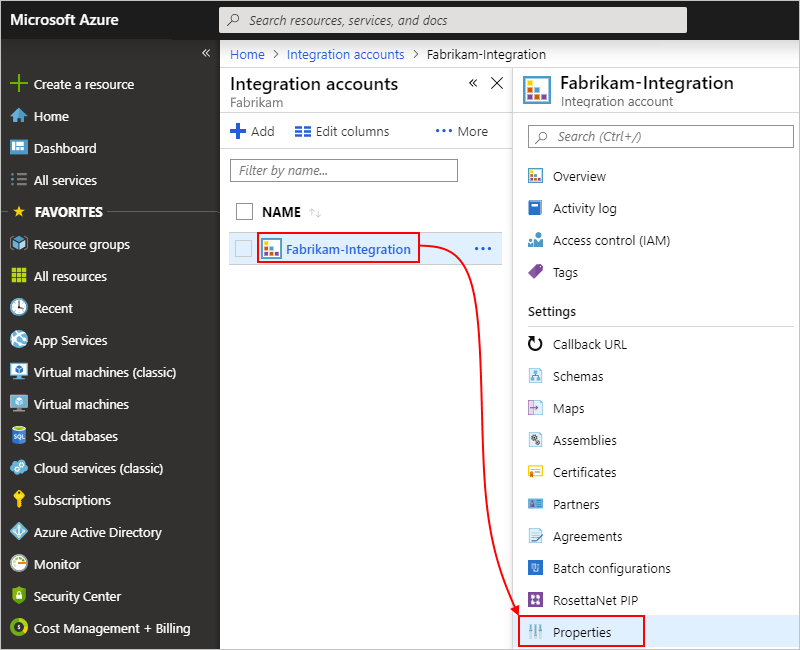 Microsoft Azure
Search resources, services, and docs
«
Create a resource
Home
Dashboard
All services
FAVORITES
Resource groups
All resources
Recent
App Services
Virtual machines (classic)
Virtual machines
SQL databases
Cloud services (classic)
Subscriptions
Azure Active Directory
Monitor
Security Center
Cost Management + Billing
Home > Integration accounts > Fabrikam-Integration
Integration accounts
Fabrikam
Add Edit columns ··· More
Filter by name...
NAME
Fabrikam-Integration ···
Fabrikam-Integration
Integration account
Search (Ctrl+/)
Overview
Activity log
Access control (IAM)
Tags
Settings
Callback URL
Schemas
Maps
Assemblies
Certificates
Partners
Agreements
Batch configurations
RosettaNet PIP
Properties